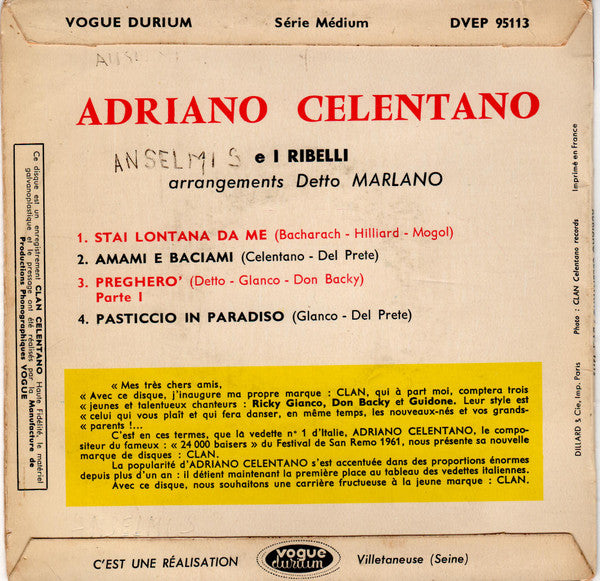 VOGUE DURIUM Série Médium DVEP 95113
ADRIANO CELENTANO
ANSELMI S e I RIBELLI
arrangements Detto MARLANO
1. STAI LONTANA DA ME (Bacharach - Hilliard - Mogol)
2. AMAMI E BACIAMI (Celentano - Del Prete)
3. PREGHERO' (Detto - Glanco - Don Backy)
Parte I
4. PASTICCIO IN PARADISO (Glanco - Del Prete)
Ce disque est un enregistrement CLAN CELENTANO Haute Fidélité, le matériel
galvanoplastique et le pressage ont été réalisés par la Manufacture de
Productions Phonographiques VOGUE
Imprimé en France
Photo : CLAN Celentano records
DILLARD & Cie, Imp. Paris
« Mes très chers amis,
« Avec ce disque, j'inaugure ma propre marque : CLAN, qui à part moi, comptera trois
« jeunes et talentueux chanteurs : Ricky Gianco, Don Backy et Guidone. Leur style est
« celui qui vous plaît et qui fera danser, en même temps, les nouveaux-nés et vos grands-
« parents !...
C'est en ces termes, que la vedette n° 1 d'Italie, ADRIANO CELENTANO, le compo-
siteur du fameux : « 24 000 baisers » du Festival de San Remo 1961, nous présente sa nouvelle
marque de disques : CLAN.
La popularité d'ADRIANO CELENTANO s'est accentuée dans des proportions énormes
depuis plus d'un an : il détient maintenant la première place au tableau des vedettes italiennes.
Avec ce disque, nous souhaitons une carrière fructueuse à la jeune marque : CLAN.
C'EST UNE RÉALISATION vogue durium Villetaneuse (Seine)